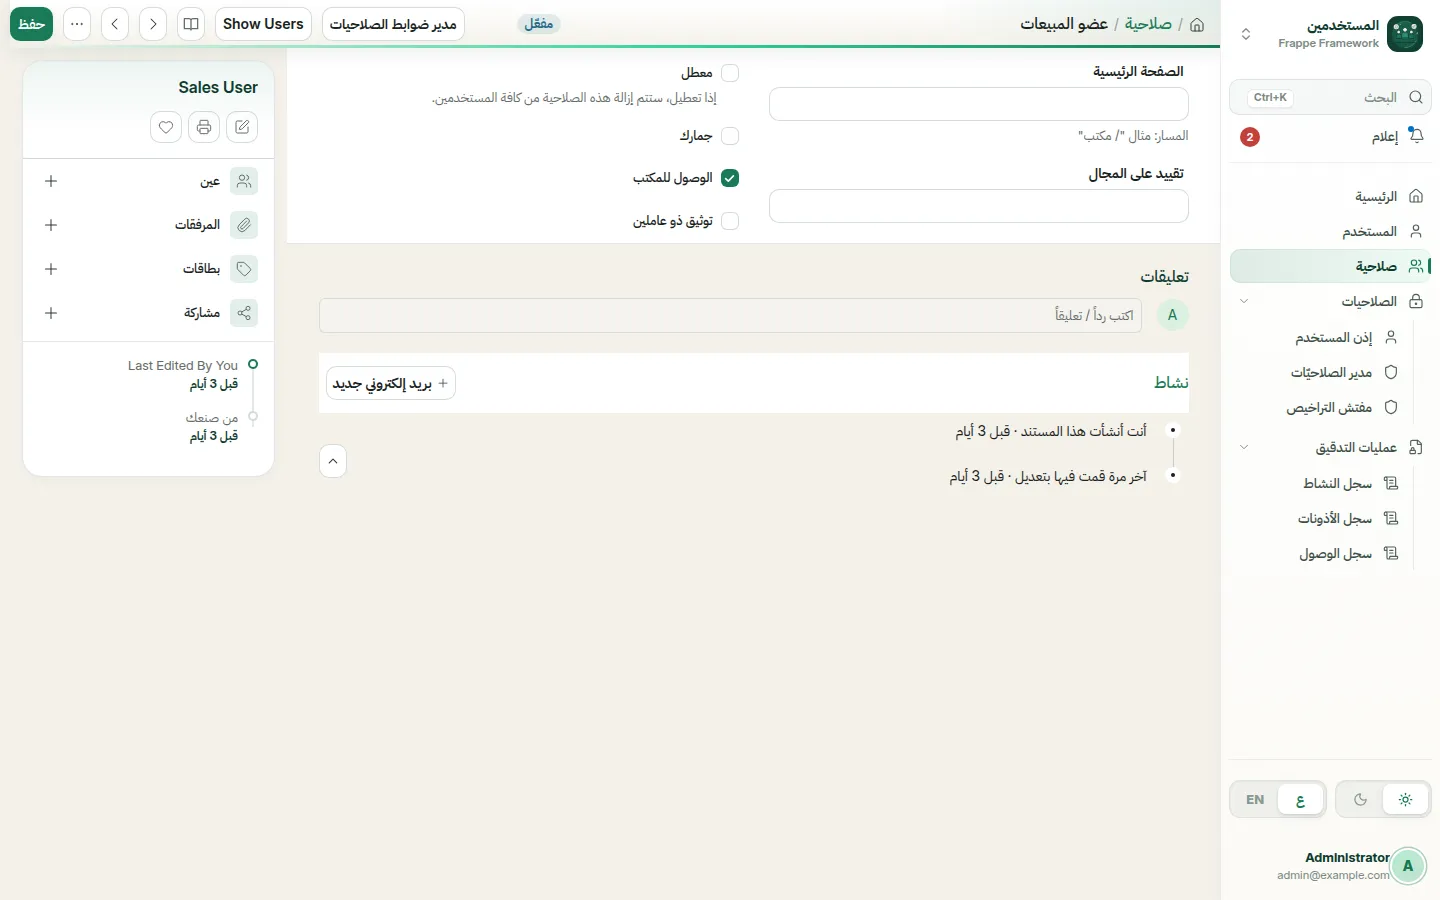 المستخدمين
Frappe Framework
البحث
Ctrl+K
إعلام
2
الرئيسية
المستخدم
صلاحية
الصلاحيات
إذن المستخدم
مدير الصلاحيّات
مفتش التراخيص
عمليات التدقيق
سجل النشاط
سجل الأذونات
سجل الوصول
ع
EN
Administrator
admin@example.com
A
/ صلاحية / عضو المبيعات
مفعّل
مدير ضوابط الصلاحيات
Show Users
حفظ
الصفحة الرئيسية
المسار: مثال "/ مكتب"
تقييد على المجال
معطل
إذا تعطيل، ستتم إزالة هذه الصلاحية من كافة المستخدمين.
جمارك
الوصول للمكتب
توثيق ذو عاملين
تعليقات
A
اكتب رداً / تعليقاً
نشاط
+ بريد إلكتروني جديد
أنت أنشأت هذا المستند · قبل 3 أيام
آخر مرة قمت فيها بتعديل · قبل 3 أيام
Sales User
عين
المرفقات
بطاقات
مشاركة
Last Edited By You
قبل 3 أيام
من صنعك
قبل 3 أيام